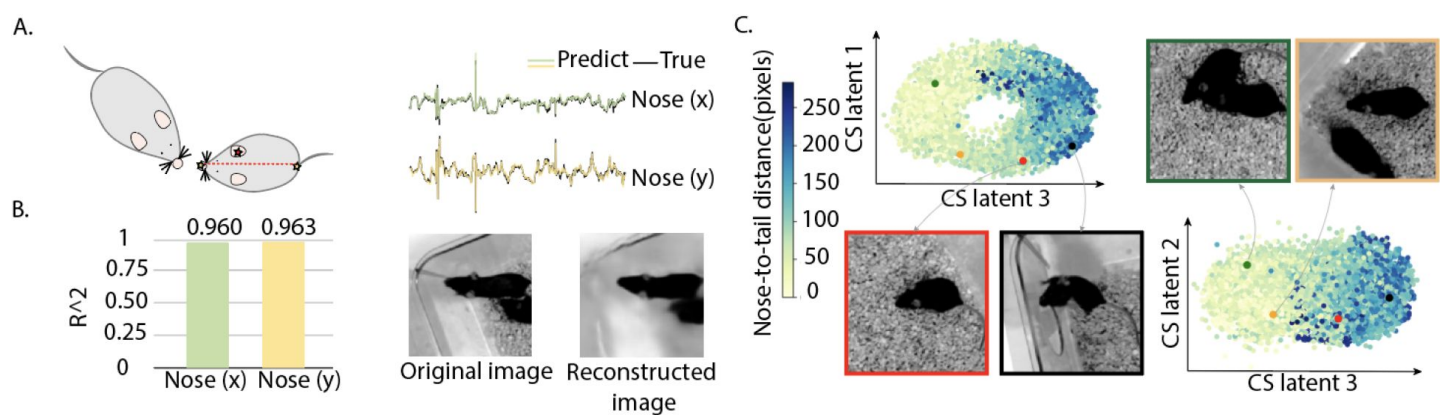 A.
Predict — True
Nose (x)
Nose (y)
B.
0.960 0.963
1
0.75
0.50
0.25
0
R^2
Nose (x) Nose (y)
Original image
Reconstructed
image
C.
Nose-to-tail distance(pixels)
250
200
150
100
50
0
CS latent 1
CS latent 3
CS latent 2
CS latent 3